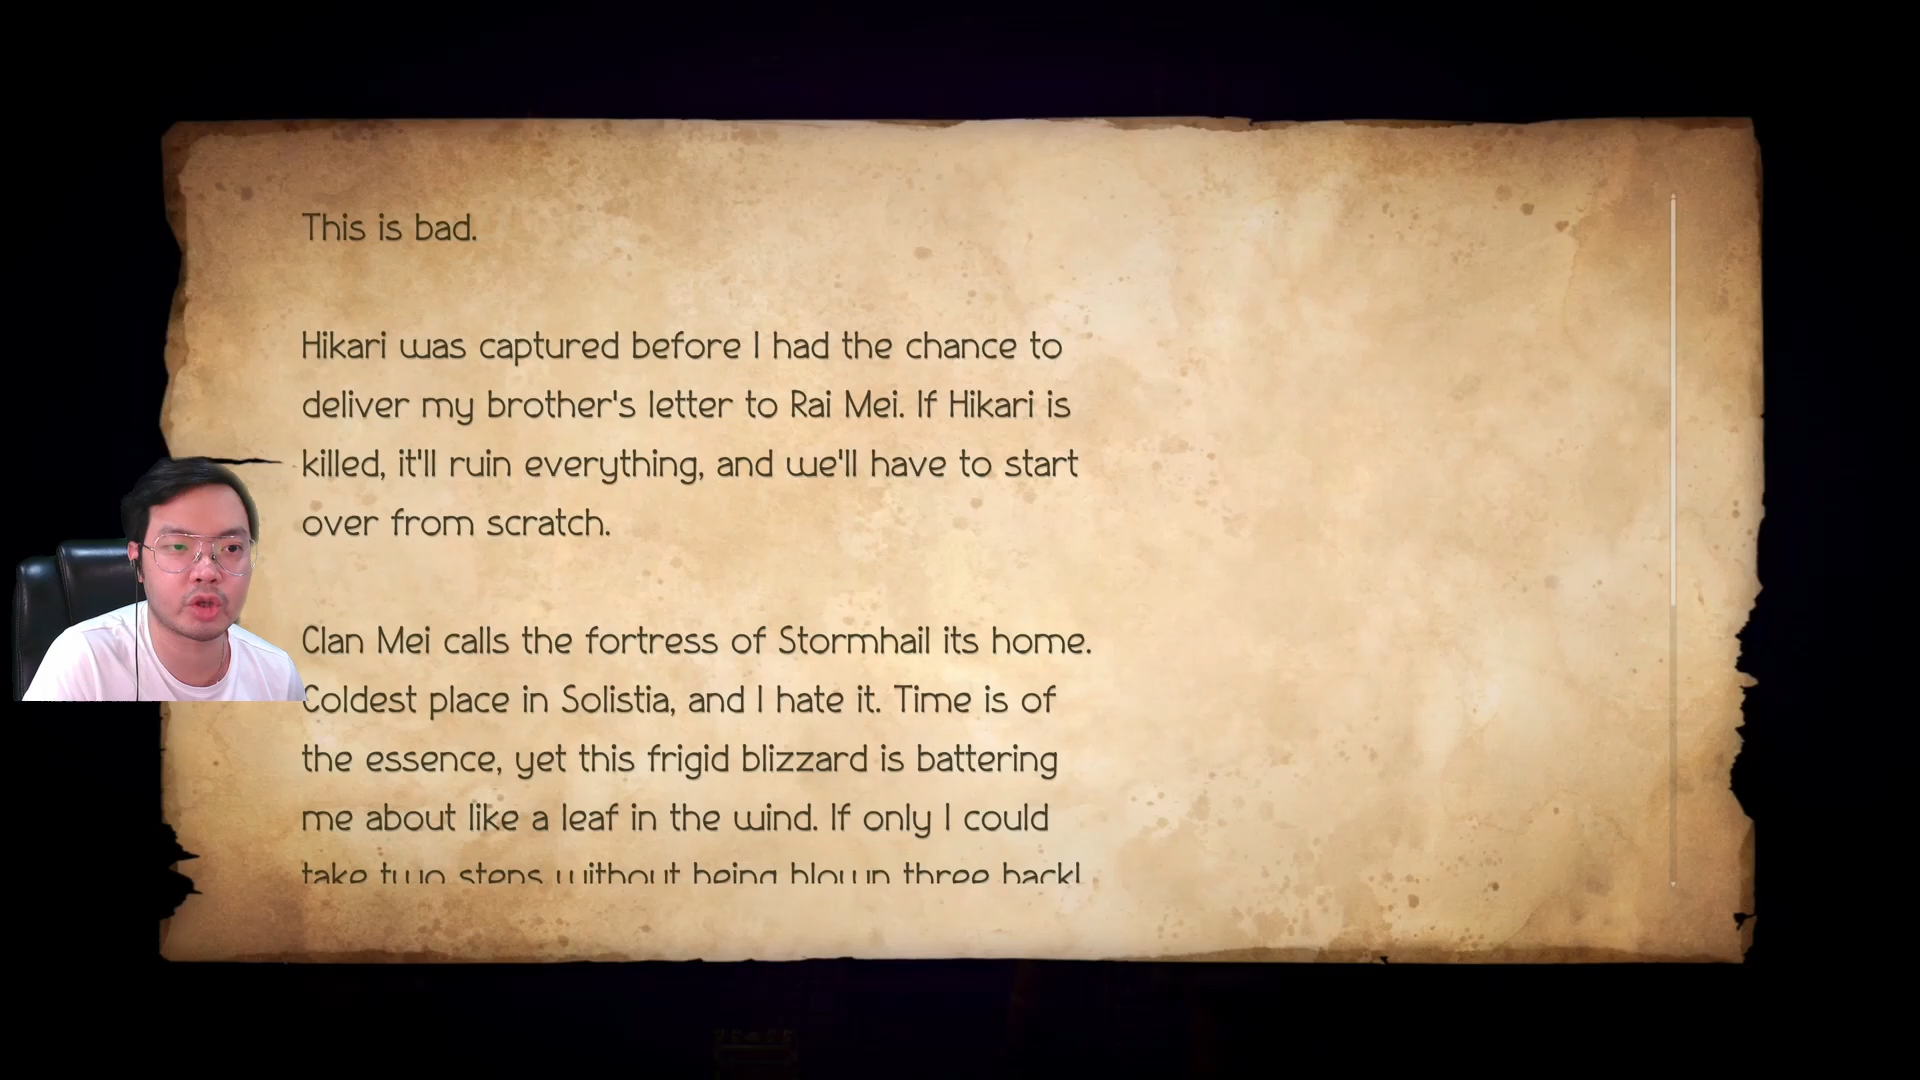 This is bad.
Hikari was captured before I had the chance to
deliver my brother's letter to Rai Mei. If Hikari is
killed, it'll ruin everything, and we'll have to start
over from scratch.
Clan Mei calls the fortress of Stormhail its home.
Coldest place in Solistia, and I hate it. Time is of
the essence, yet this frigid blizzard is battering
me about like a leaf in the wind. If only I could
take two steps without being blown three back!